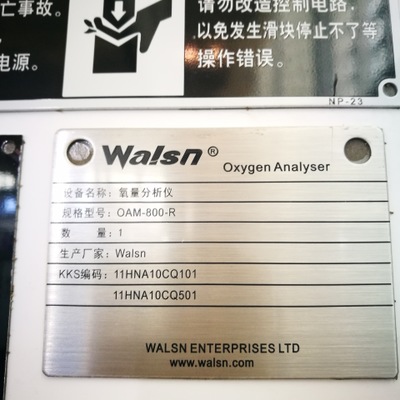 亡事故。
电源。
请勿改造控制电路，
以免发生滑块停止不了等
操作错误。
NP-23
Walsn®
Oxygen Analyser
设备名称：氧量分析仪
规格型号：OAM-800-R
数 量：1
生产厂家：Walsn
KKS编码：11HNA10CQ101
11HNA10CQ501
WALSN ENTERPRISES LTD
www.walsn.com